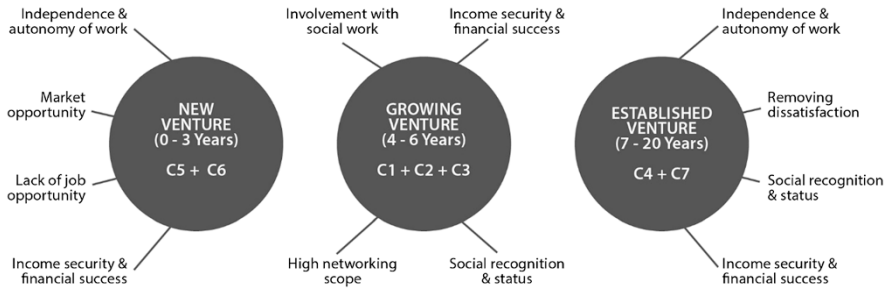 Independence &
autonomy of work
Market
opportunity
Lack of job
opportunity
Income security &
financial success
NEW
VENTURE
(0 - 3 Years)
C5 + C6
Involvement with
social work
Income security &
financial success
GROWING
VENTURE
(4 - 6 Years)
C1 + C2 + C3
High networking
scope
Social recognition
& status
Independence &
autonomy of work
ESTABLISHED
VENTURE
(7 - 20 Years)
C4 + C7
Removing
dissatisfaction
Social recognition
& status
Income security &
financial success